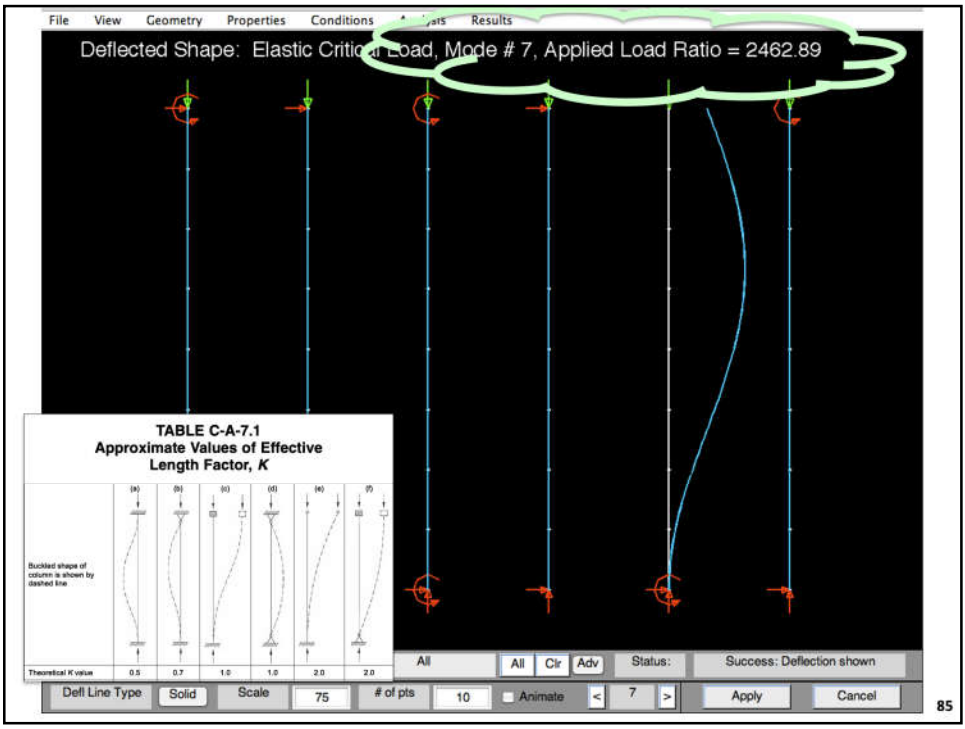 File View Geometry Properties Conditions Analysis Results
Deflected Shape: Elastic Critical Load, Mode # 7, Applied Load Ratio = 2462.89
TABLE C-A-7.1
Approximate Values of Effective
Length Factor, K
(a) (b) (c) (d) (e) (f)
Buckled shape of
column is shown by
dashed line
Theoretical K value 0.5 0.7 1.0 1.0 2.0 2.0
All All Clr Adv Status: Success: Deflection shown
Defl Line Type Solid Scale 75 # of pts 10 Animate < 7 > Apply Cancel
85